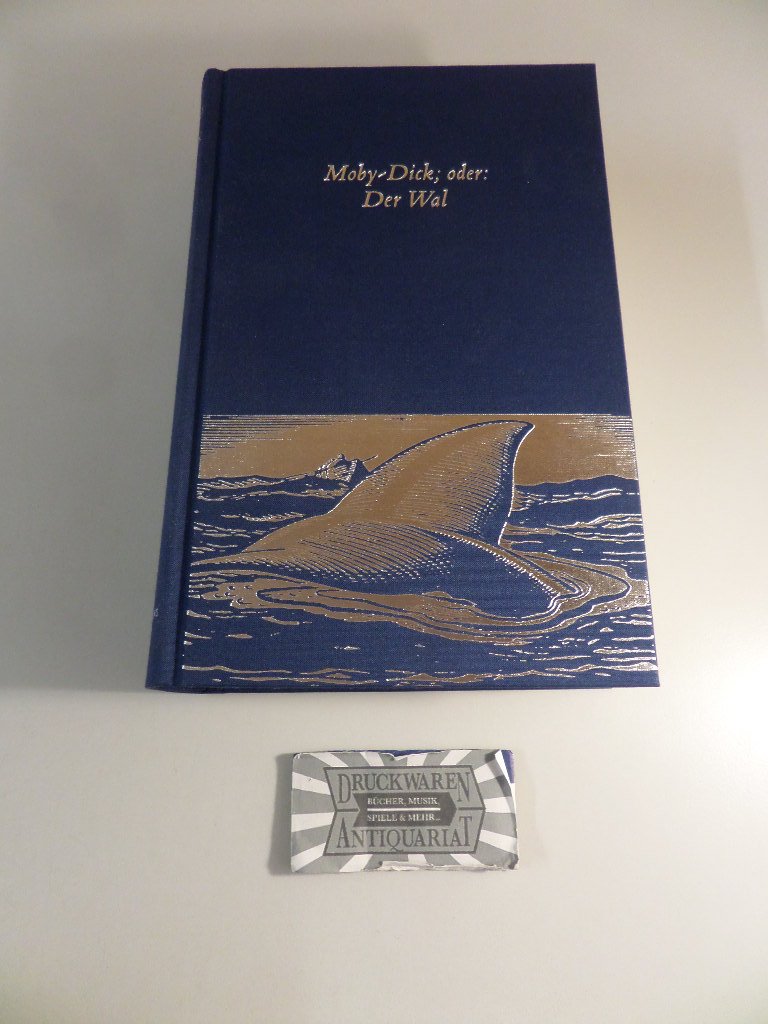 Moby-Dick; oder:
Der Wal
DRUCKWAREN
BÜCHER, MUSIK,
SPIELE & MEHR...
ANTIQUARIAT